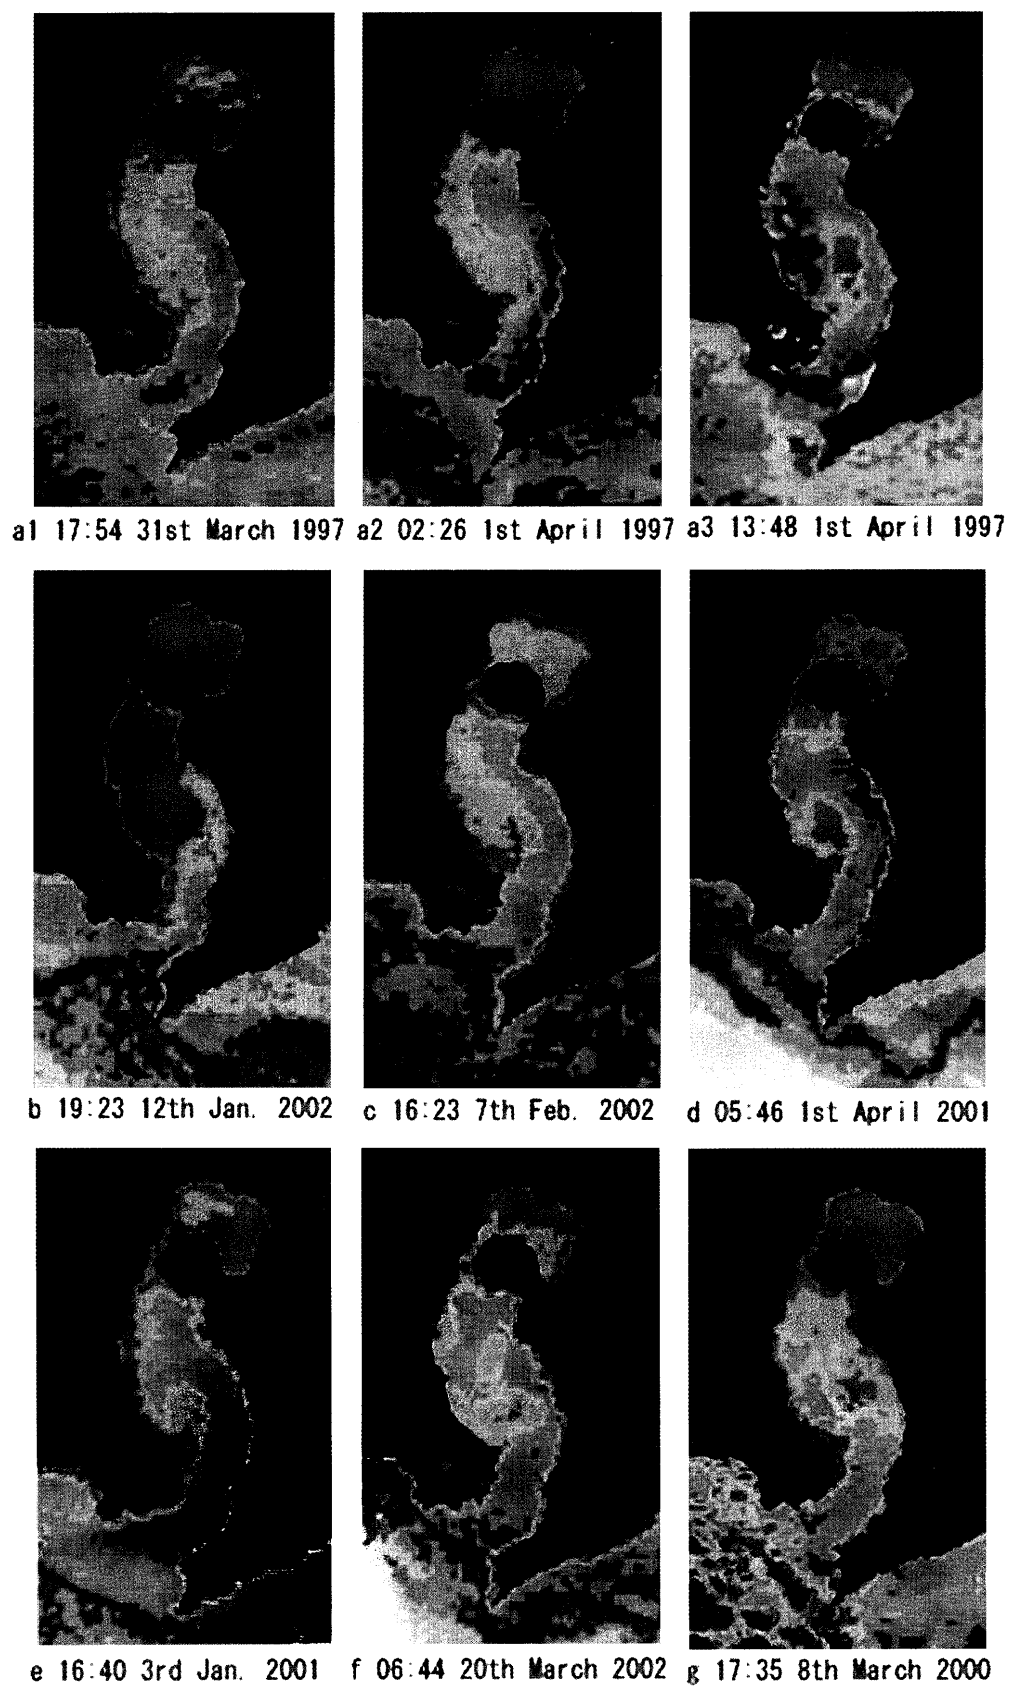 a1 17:54 31st March 1997 a2 02:26 1st April 1997 a3 13:48 1st April 1997
b 19:23 12th Jan. 2002 c 16:23 7th Feb. 2002 d 05:46 1st April 2001
e 16:40 3rd Jan. 2001 f 06:44 20th March 2002 g 17:35 8th March 2000